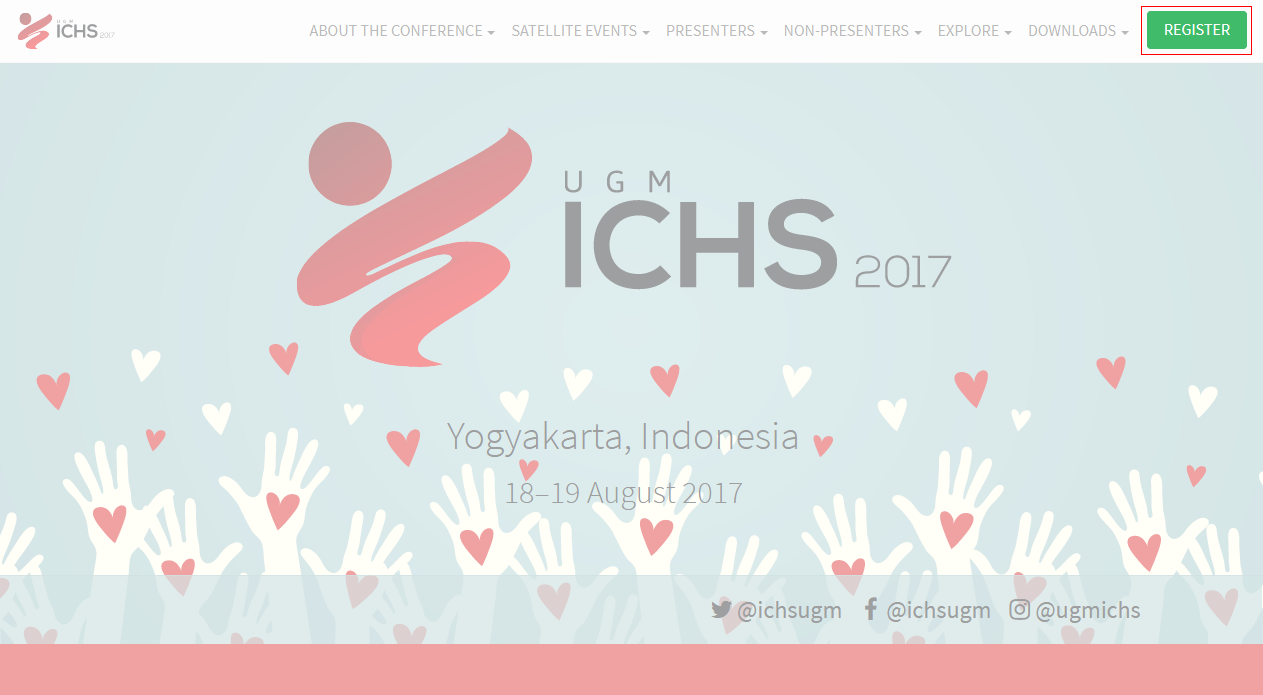 UGM
ICHS 2017
ABOUT THE CONFERENCE SATELLITE EVENTS PRESENTERS NON-PRESENTERS EXPLORE DOWNLOADS REGISTER
UGM
ICHS 2017
Yogyakarta, Indonesia
18–19 August 2017
@ichsugm @ichsugm @ugmichs